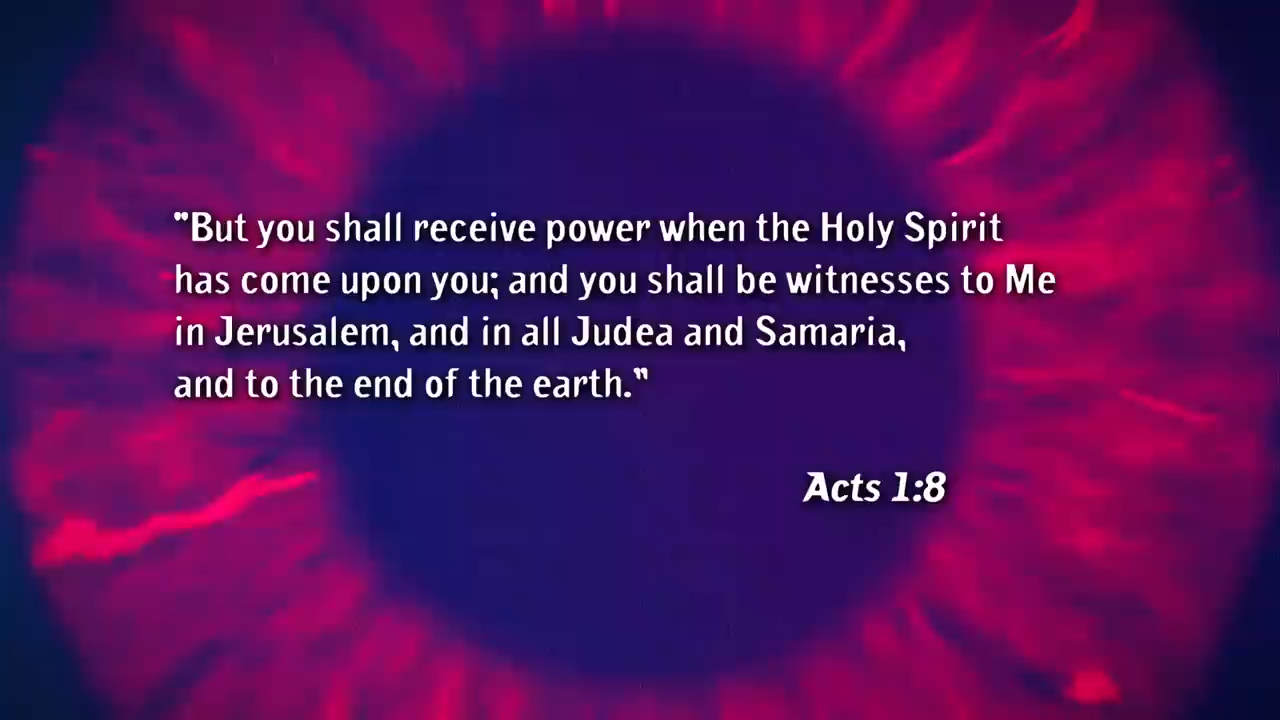 "But you shall receive power when the Holy Spirit
has come upon you; and you shall be witnesses to Me
in Jerusalem, and in all Judea and Samaria,
and to the end of the earth."
Acts 1:8